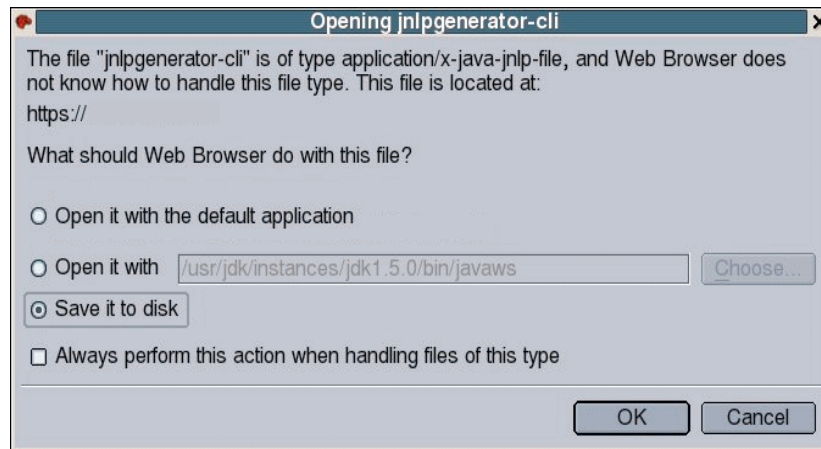 Opening jnlpgenerator-cli
The file "jnlpgenerator-cli" is of type application/x-java-jnlp-file, and Web Browser does
not know how to handle this file type. This file is located at:
https://
What should Web Browser do with this file?
Open it with the default application
Open it with /usr/jdk/instances/jdk1.5.0/bin/javaws Choose...
Save it to disk
Always perform this action when handling files of this type
OK Cancel